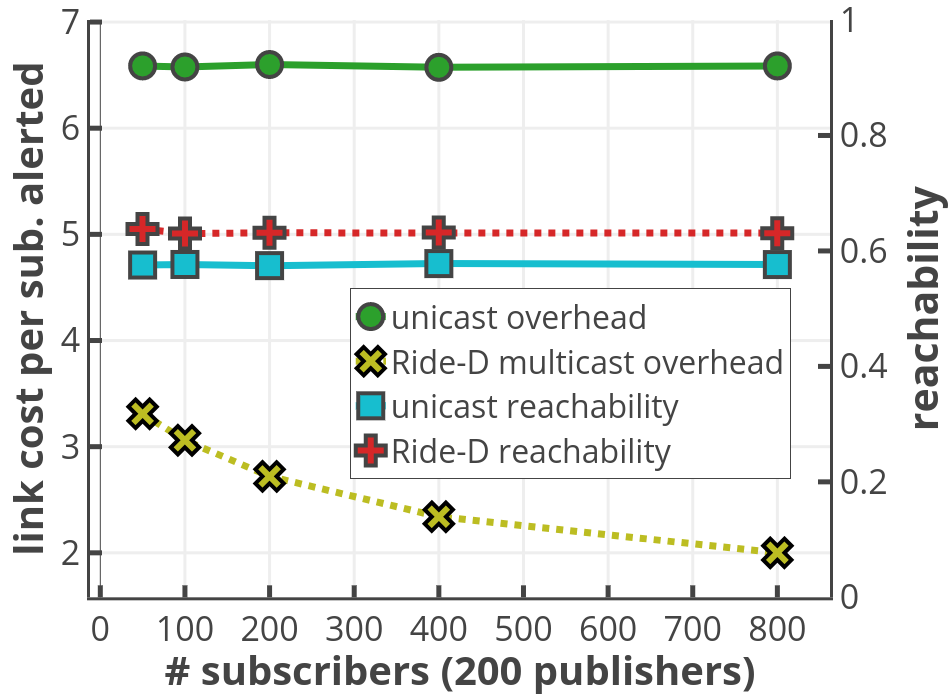 link cost per sub. alerted
7
6
5
4
3
2
1
0.8
0.6
0.4
0.2
0
reachability
unicast overhead
Ride-D multicast overhead
unicast reachability
Ride-D reachability
0 100 200 300 400 500 600 700 800
# subscribers (200 publishers)